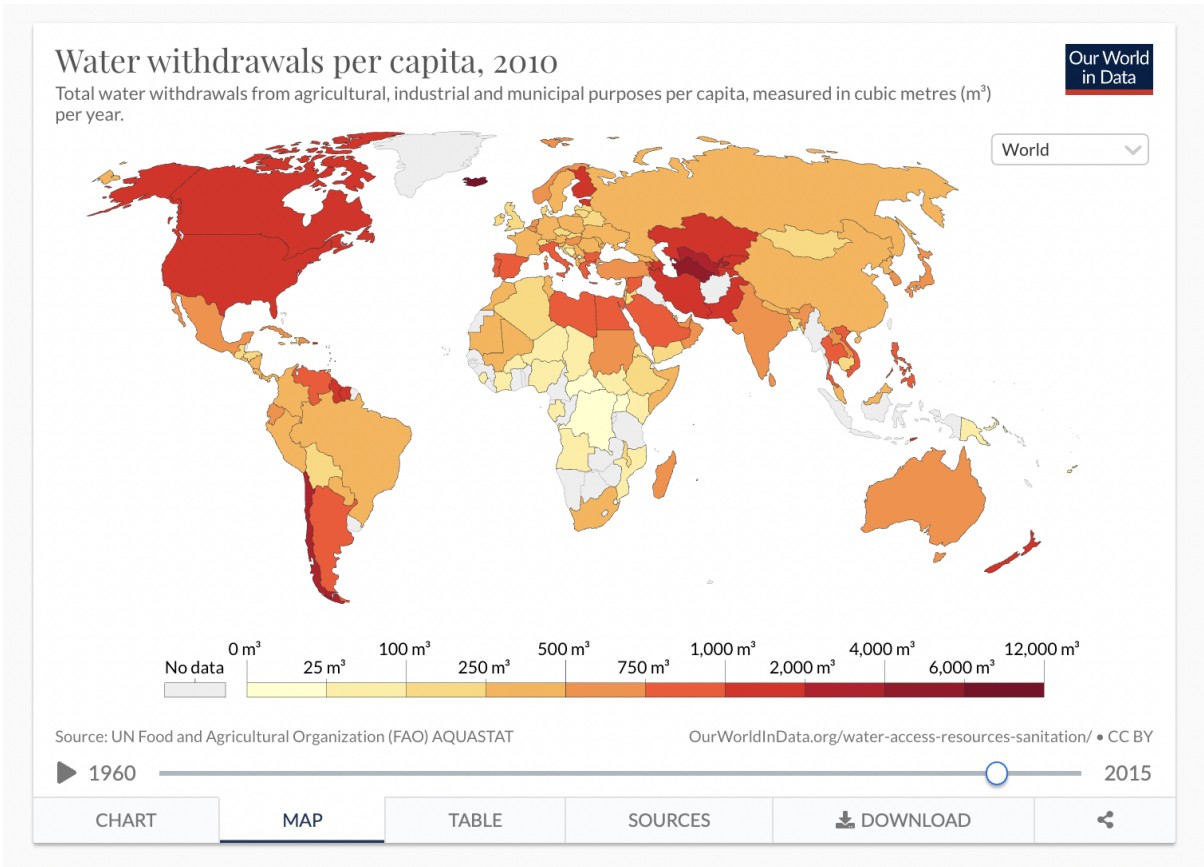 Water withdrawals per capita, 2010
Our World
in Data
Total water withdrawals from agricultural, industrial and municipal purposes per capita, measured in cubic metres (m³)
per year.
World
0 m³ 100 m³ 500 m³ 1,000 m³ 4,000 m³ 12,000 m³
No data 25 m³ 250 m³ 750 m³ 2,000 m³ 6,000 m³
Source: UN Food and Agricultural Organization (FAO) AQUASTAT
OurWorldInData.org/water-access-resources-sanitation/ • CC BY
1960 2015
CHART MAP TABLE SOURCES DOWNLOAD